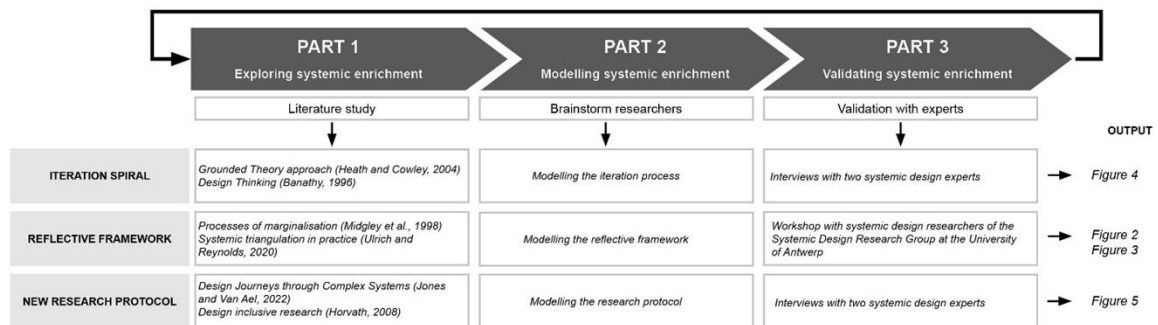 PART 1
Exploring systemic enrichment
PART 2
Modelling systemic enrichment
PART 3
Validating systemic enrichment
Literature study
Brainstorm researchers
Validation with experts
OUTPUT
ITERATION SPIRAL
Grounded Theory approach (Heath and Cowley, 2004)
Design Thinking (Banathy, 1996)
Modelling the iteration process
Interviews with two systemic design experts
Figure 4
REFLECTIVE FRAMEWORK
Processes of marginalisation (Midgley et al., 1998)
Systemic triangulation in practice (Ulrich and
Reynolds, 2020)
Modelling the reflective framework
Workshop with systemic design researchers of the
Systemic Design Research Group at the University
of Antwerp
Figure 2
Figure 3
NEW RESEARCH PROTOCOL
Design Journeys through Complex Systems (Jones
and Van Ael, 2022)
Design inclusive research (Horvath, 2008)
Modelling the research protocol
Interviews with two systemic design experts
Figure 5